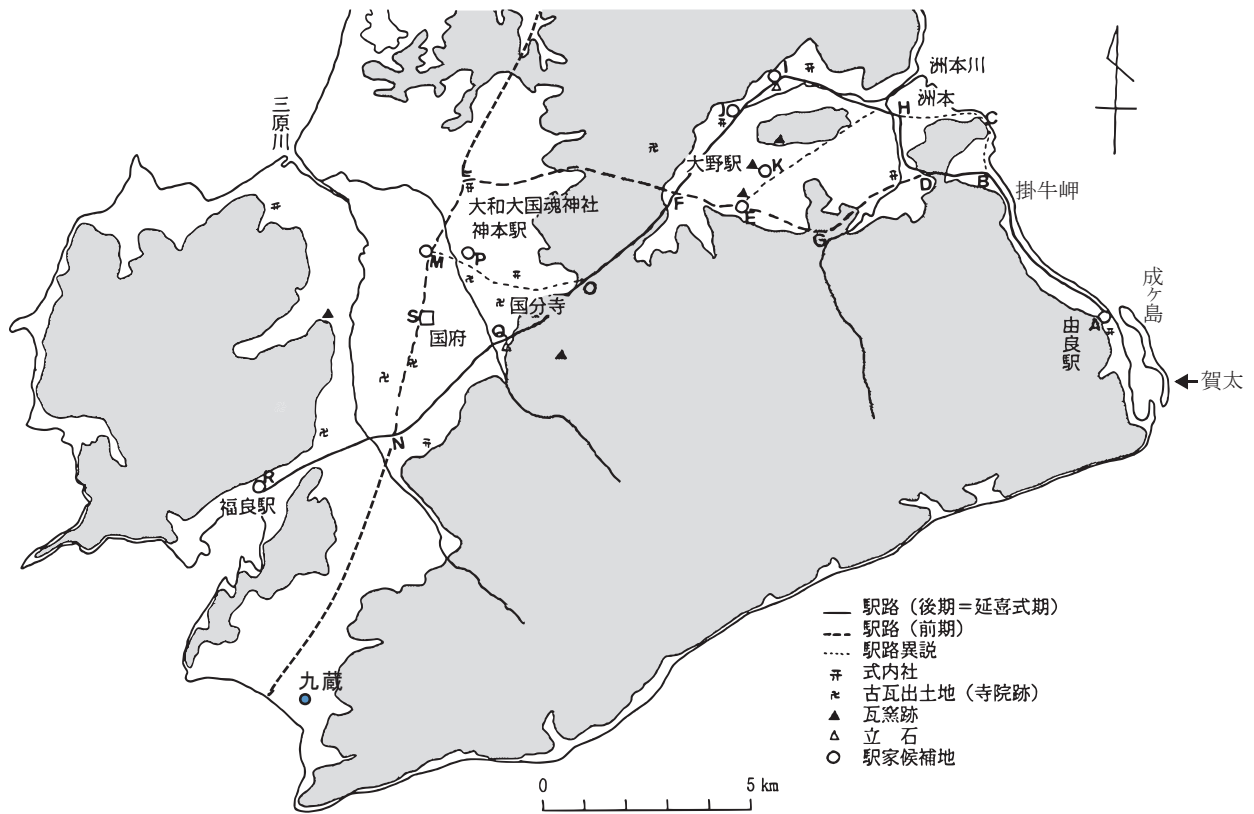 洲本川
洲本
三原川
H
C
I
J
大野駅
K
D
B
掛牛岬
F
E
G
大和大国魂神社
神本駅
M
P
成ヶ島
国分寺
O
S
国府
Q
A
由良駅
賀太
N
R
福良駅
九蔵
駅路(後期=延喜式期)
駅路(前期)
駅路異説
式内社
古瓦出土地(寺院跡)
瓦窯跡
立 石
駅家候補地
0
5 km